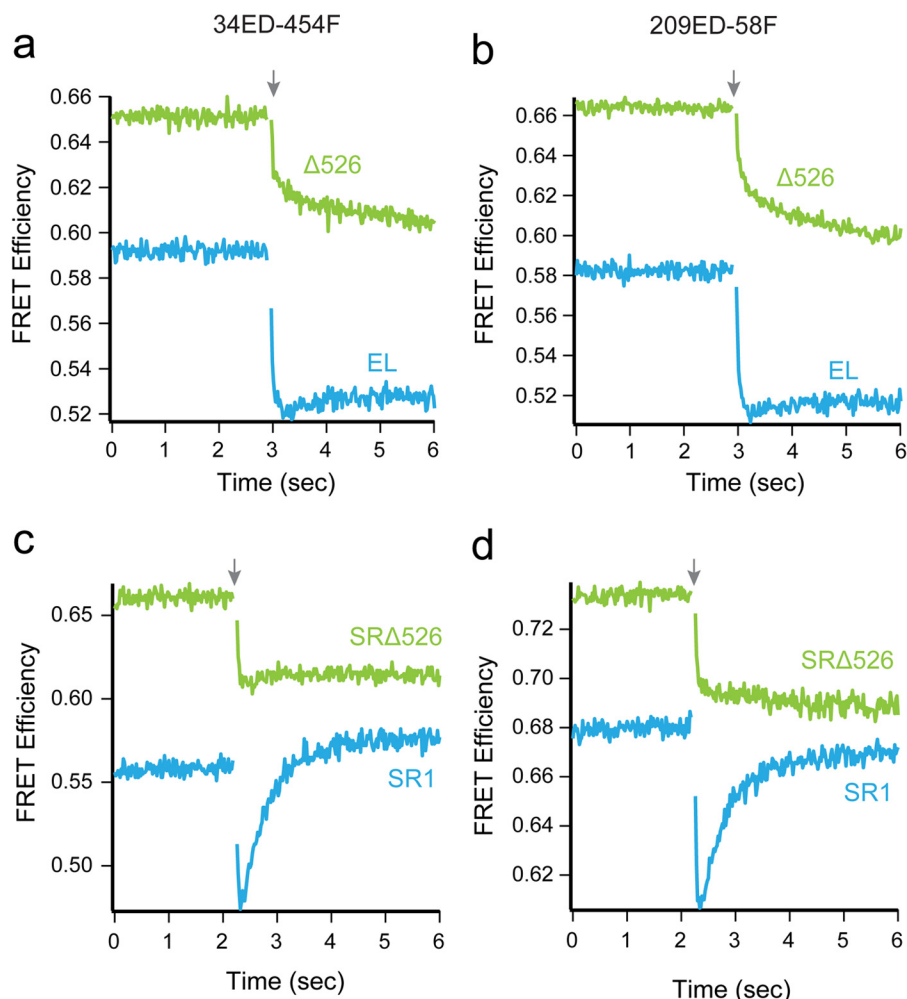 34ED-454F
209ED-58F
a
0.66
0.64
0.62
0.60
0.58
0.56
0.54
0.52
FRET Efficiency
Δ526
EL
0 1 2 3 4 5 6
Time (sec)
b
0.66
0.64
0.62
0.60
0.58
0.56
0.54
0.52
FRET Efficiency
Δ526
EL
0 1 2 3 4 5 6
Time (sec)
c
0.65
0.60
0.55
0.50
FRET Efficiency
SRΔ526
SR1
0 1 2 3 4 5 6
Time (sec)
d
0.72
0.70
0.68
0.66
0.64
0.62
FRET Efficiency
SRΔ526
SR1
0 1 2 3 4 5 6
Time (sec)